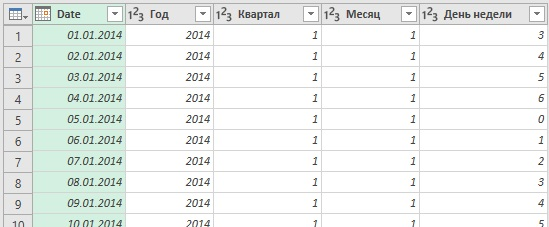 Date 1²3 Год 1²3 Квартал 1²3 Месяц 1²3 День недели
1 01.01.2014 2014 1 1 3
2 02.01.2014 2014 1 1 4
3 03.01.2014 2014 1 1 5
4 04.01.2014 2014 1 1 6
5 05.01.2014 2014 1 1 0
6 06.01.2014 2014 1 1 1
7 07.01.2014 2014 1 1 2
8 08.01.2014 2014 1 1 3
9 09.01.2014 2014 1 1 4
10 10.01.2014 2014 1 1 5